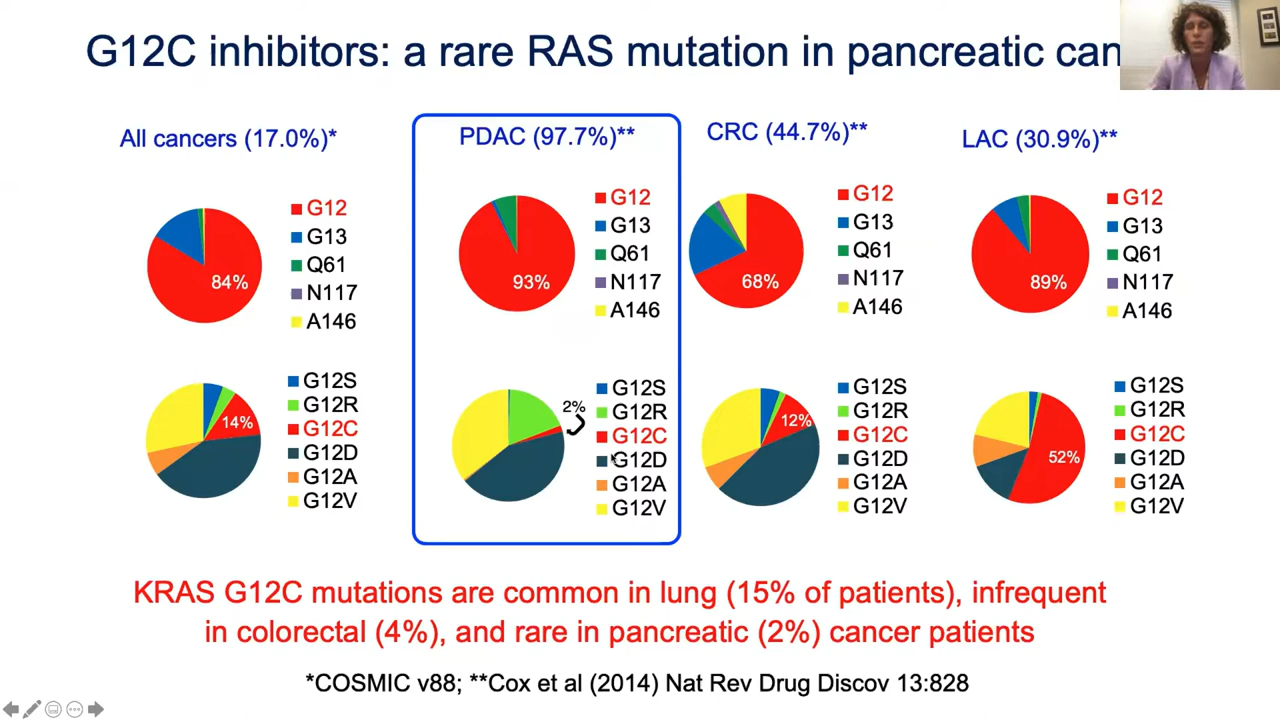 G12C inhibitors: a rare RAS mutation in pancreatic can
All cancers (17.0%)*
84%
G12
G13
Q61
N117
A146
14%
G12S
G12R
G12C
G12D
G12A
G12V
PDAC (97.7%)**
93%
G12
G13
Q61
N117
A146
2%
G12S
G12R
G12C
G12D
G12A
G12V
CRC (44.7%)**
68%
G12
G13
Q61
N117
A146
12%
G12S
G12R
G12C
G12D
G12A
G12V
LAC (30.9%)**
89%
G12
G13
Q61
N117
A146
52%
G12S
G12R
G12C
G12D
G12A
G12V
KRAS G12C mutations are common in lung (15% of patients), infrequent
in colorectal (4%), and rare in pancreatic (2%) cancer patients
*COSMIC v88; **Cox et al (2014) Nat Rev Drug Discov 13:828